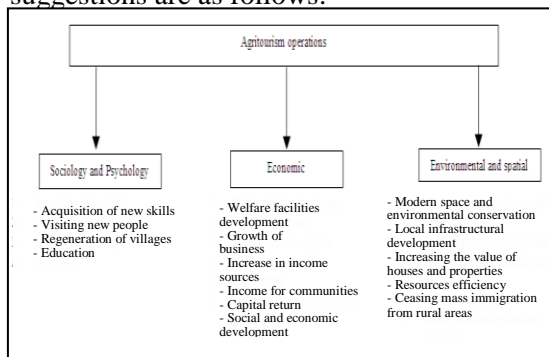 suggestions are as follows:
Agritourism operations
Sociology and Psychology
Economic
Environmental and spatial
- Acquisition of new skills
- Visiting new people
- Regeneration of villages
- Education
- Welfare facilities
development
- Growth of
business
- Increase in income
sources
- Income for communities
- Capital return
- Social and economic
development
- Modern space and
environmental conservation
- Local infrastructural
development
- Increasing the value of
houses and properties
- Resources efficiency
- Ceasing mass immigration
from rural areas